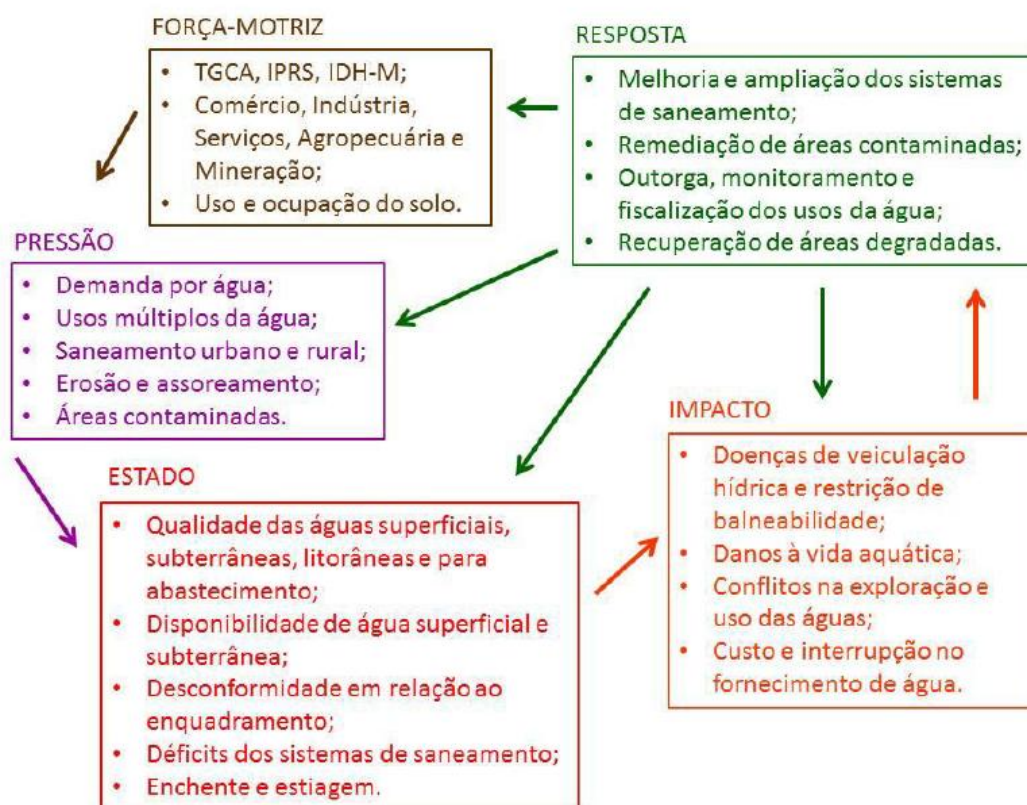 FORÇA-MOTRIZ
• TGCA, IPRS, IDH-M;
• Comércio, Indústria,
Serviços, Agropecuária e
Mineração;
• Uso e ocupação do solo.
RESPOSTA
• Melhoria e ampliação dos sistemas
de saneamento;
• Remediação de áreas contaminadas;
• Outorga, monitoramento e
fiscalização dos usos da água;
• Recuperação de áreas degradadas.
PRESSÃO
• Demanda por água;
• Usos múltiplos da água;
• Saneamento urbano e rural;
• Erosão e assoreamento;
• Áreas contaminadas.
ESTADO
• Qualidade das águas superficiais,
subterrâneas, litorâneas e para
abastecimento;
• Disponibilidade de água superficial e
subterrânea;
• Desconformidade em relação ao
enquadramento;
• Déficits dos sistemas de saneamento;
• Enchente e estiagem.
IMPACTO
• Doenças de veiculação
hídrica e restrição de
balneabilidade;
• Danos à vida aquática;
• Conflitos na exploração e
uso das águas;
• Custo e interrupção no
fornecimento de água.